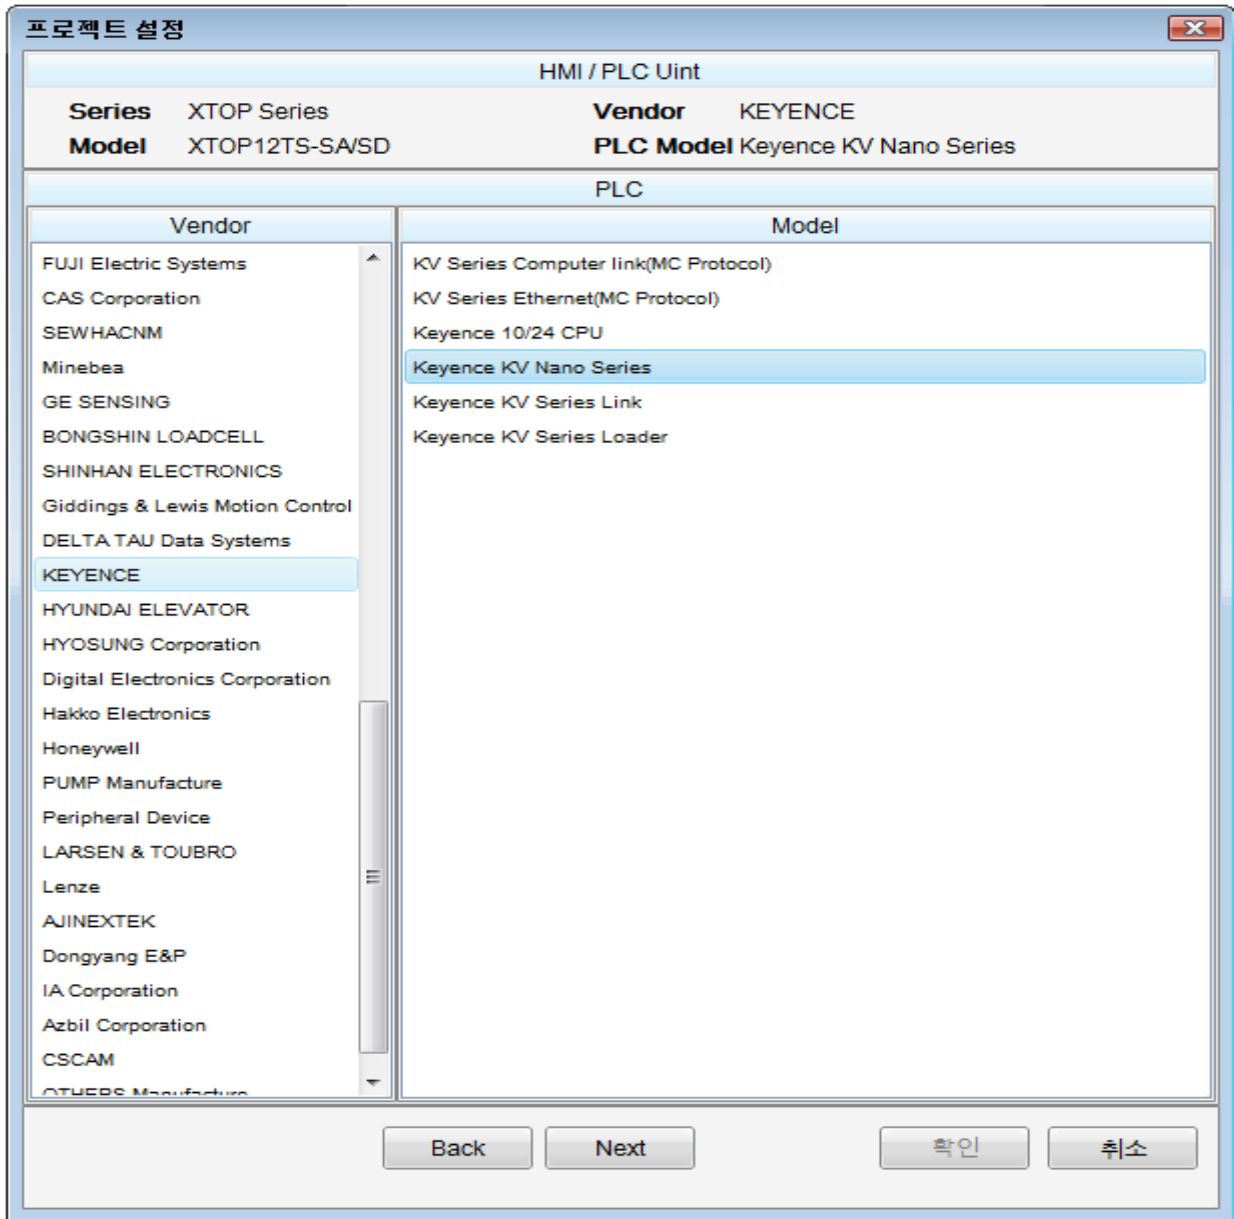 프로젝트 설정
HMI / PLC Uint
Series XTOP Series Vendor KEYENCE
Model XTOP12TS-SA/SD PLC Model Keyence KV Nano Series
PLC
Vendor
FUJI Electric Systems
CAS Corporation
SEWHACNM
Minebea
GE SENSING
BONGSHIN LOADCELL
SHINHAN ELECTRONICS
Giddings & Lewis Motion Control
DELTA TAU Data Systems
KEYENCE
HYUNDAI ELEVATOR
HYOSUNG Corporation
Digital Electronics Corporation
Hakko Electronics
Honeywell
PUMP Manufacture
Peripheral Device
LARSEN & TOUBRO
Lenze
AJINEXTEK
Dongyang E&P
IA Corporation
Azbil Corporation
CSCAM
OTHERS Manufacture
Model
KV Series Computer link(MC Protocol)
KV Series Ethernet(MC Protocol)
Keyence 10/24 CPU
Keyence KV Nano Series
Keyence KV Series Link
Keyence KV Series Loader
Back Next 확인 취소